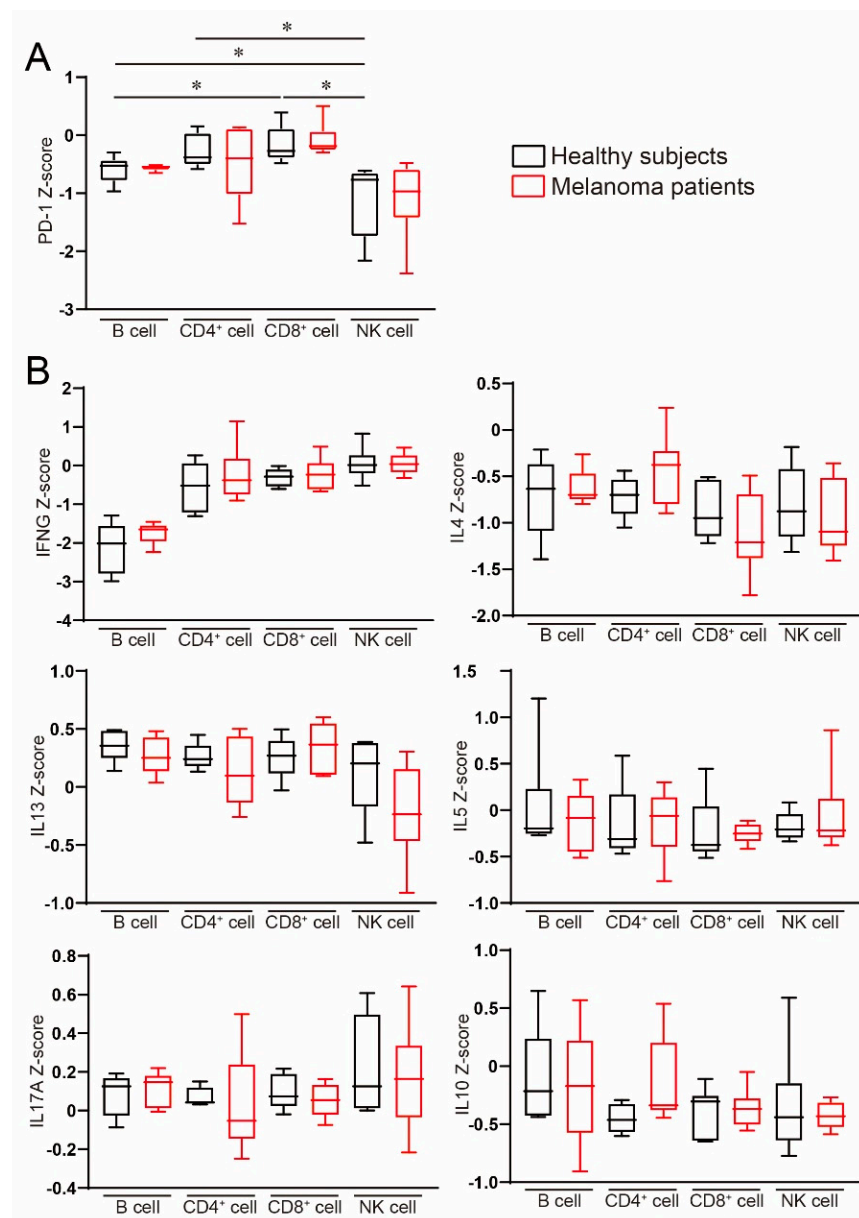 A
* 
*
* *
1
0
-1
-2
-3
PD-1 Z-score
B cell CD4⁺ cell CD8⁺ cell NK cell
Healthy subjects
Melanoma patients
B
2
1
0
-1
-2
-3
-4
IFNG Z-score
B cell CD4⁺ cell CD8⁺ cell NK cell
0.5
0
-0.5
-1.0
-1.5
-2.0
IL4 Z-score
B cell CD4⁺ cell CD8⁺ cell NK cell
1.0
0.5
0
-0.5
-1.0
IL13 Z-score
B cell CD4⁺ cell CD8⁺ cell NK cell
1.5
1.0
0.5
0
-0.5
-1.0
IL5 Z-score
B cell CD4⁺ cell CD8⁺ cell NK cell
0.8
0.6
0.4
0.2
0
-0.2
-0.4
IL17A Z-score
B cell CD4⁺ cell CD8⁺ cell NK cell
1.0
0.5
0
-0.5
-1.0
IL10 Z-score
B cell CD4⁺ cell CD8⁺ cell NK cell